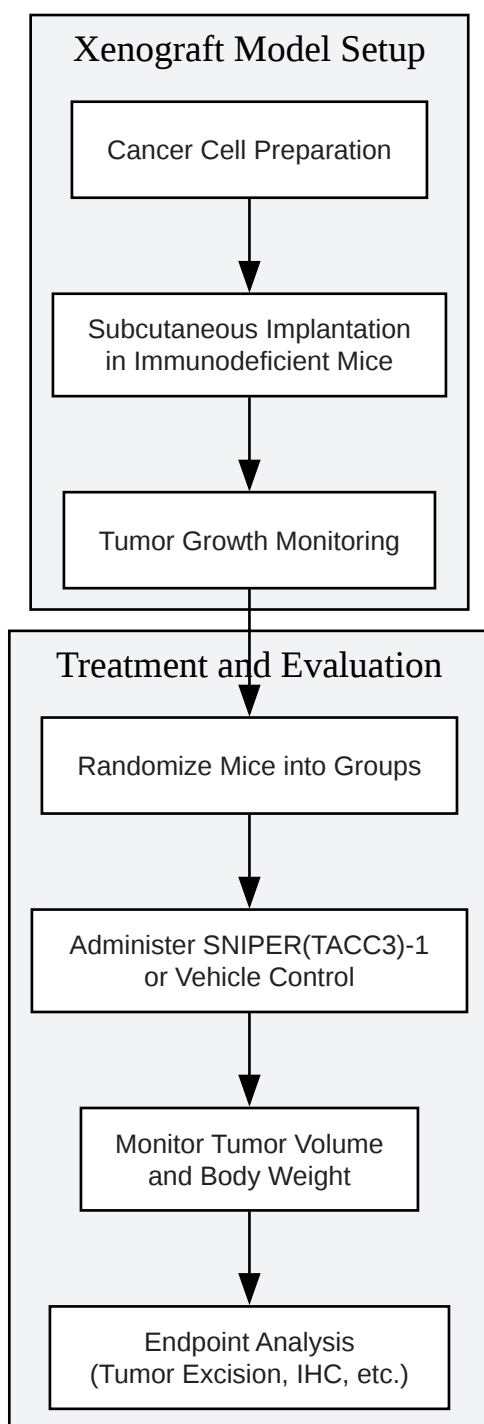 Xenograft Model Setup
Cancer Cell Preparation
Subcutaneous Implantation
in Immunodeficient Mice
Tumor Growth Monitoring
Treatment and Evaluation
Randomize Mice into Groups
Administer SNIPER(TACC3)-1
or Vehicle Control
Monitor Tumor Volume
and Body Weight
Endpoint Analysis
(Tumor Excision, IHC, etc.)